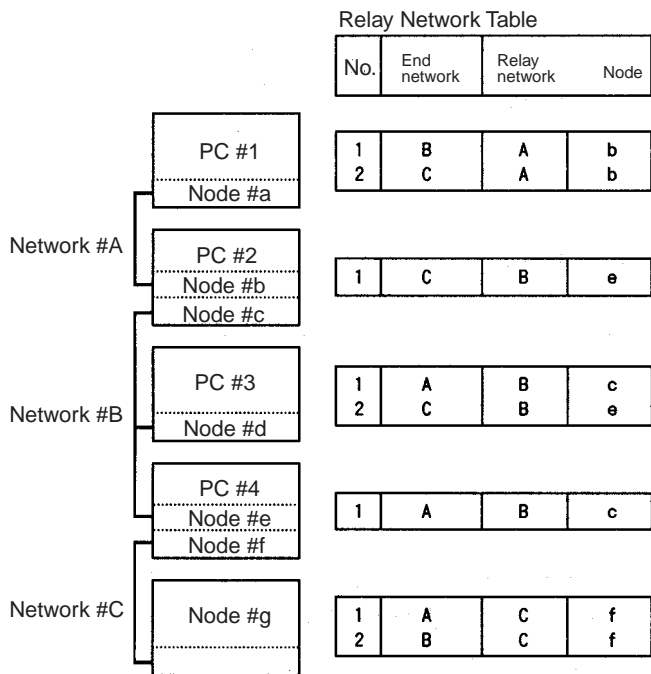 Relay Network Table
No. End network Relay network Node
PC #1
Node #a
1 B A b
2 C A b
Network #A
PC #2
Node #b
Node #c
1 C B e
Network #B
PC #3
Node #d
1 A B c
2 C B e
PC #4
Node #e
Node #f
1 A B c
Network #C
Node #g
1 A C f
2 B C f